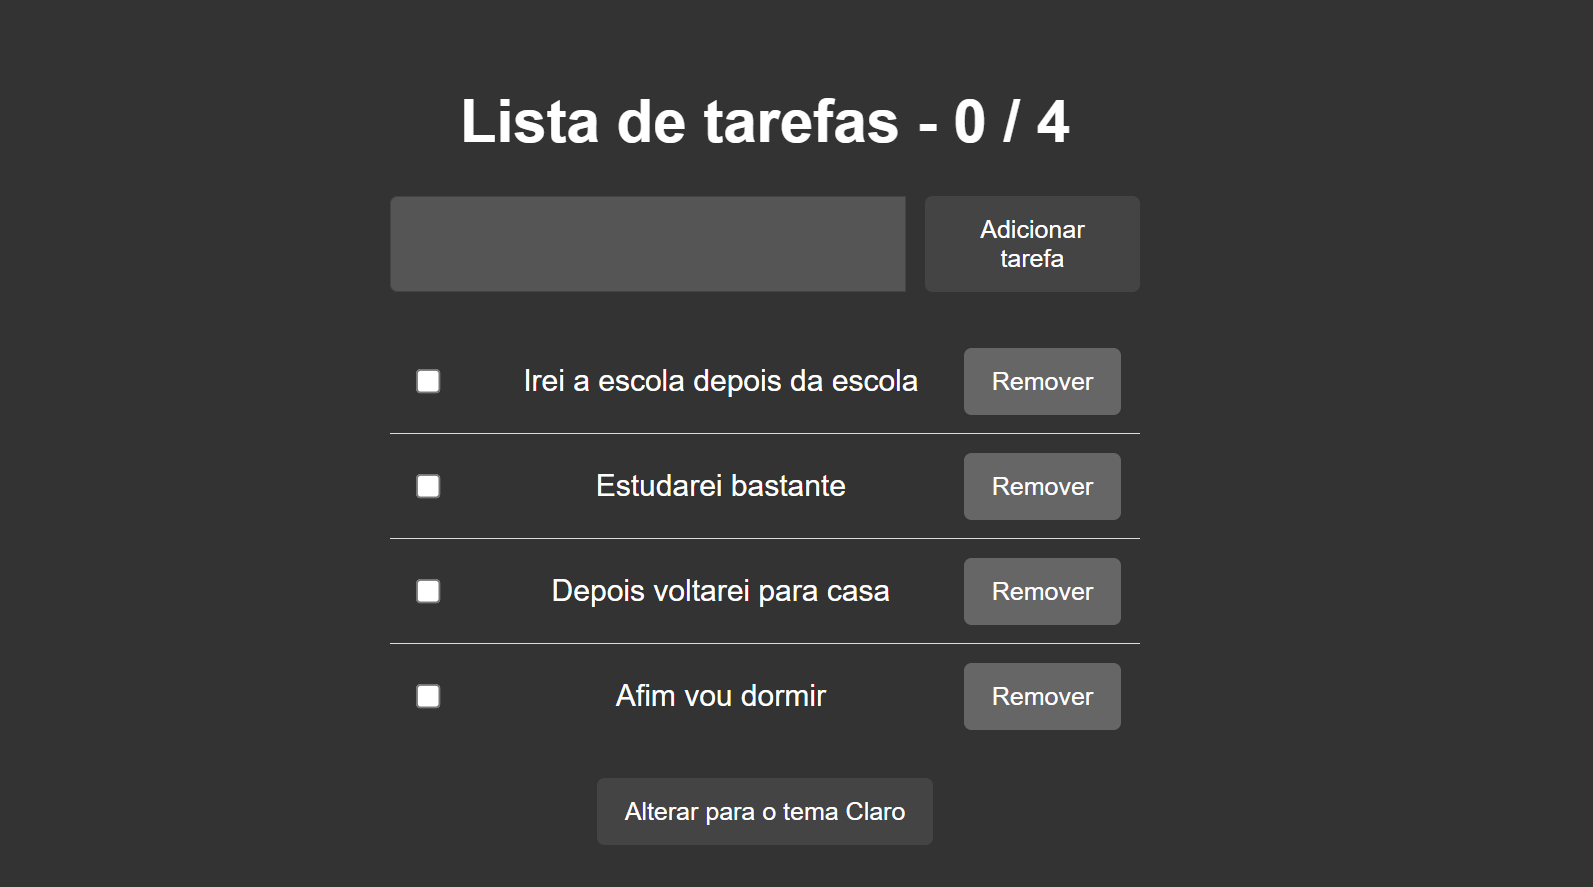 Lista de tarefas - 0 / 4
Adicionar
tarefa
Irei a escola depois da escola
Remover
Estudarei bastante
Remover
Depois voltarei para casa
Remover
Afim vou dormir
Remover
Alterar para o tema Claro